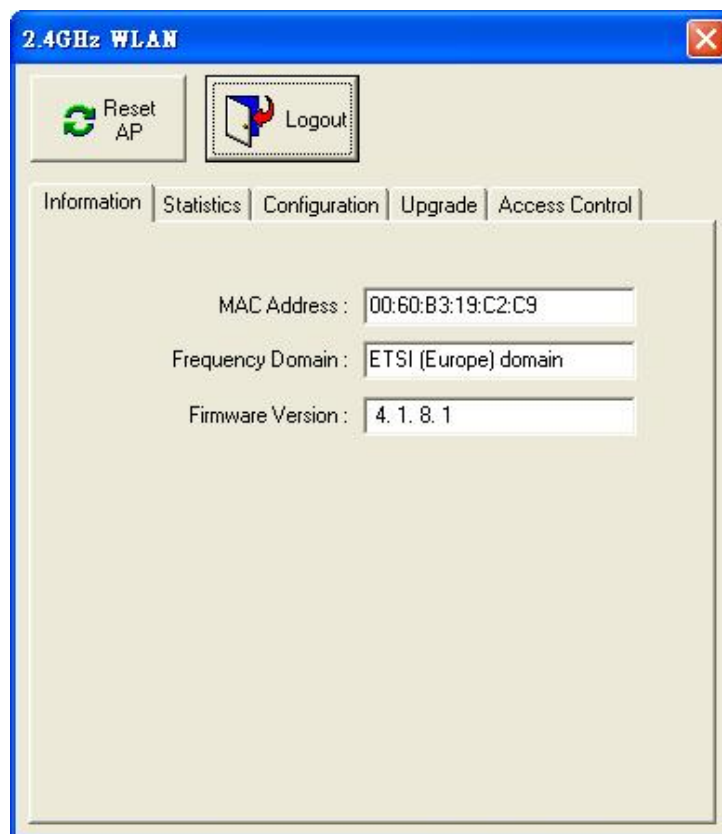 2.4GHz WLAN
Reset
AP
Logout
Information Statistics Configuration Upgrade Access Control
MAC Address : 00:60:B3:19:C2:C9
Frequency Domain : ETSI (Europe) domain
Firmware Version : 4. 1. 8. 1